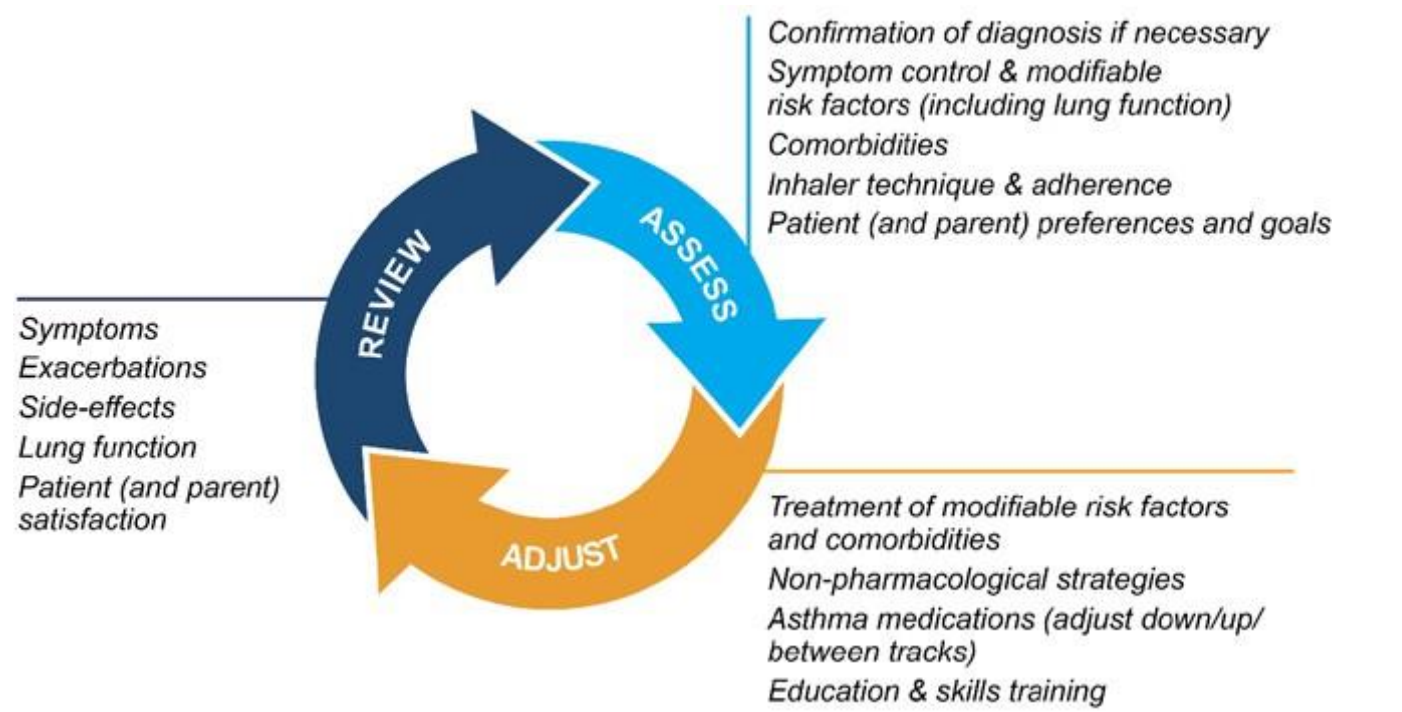 Confirmation of diagnosis if necessary
Symptom control & modifiable
risk factors (including lung function)
Comorbidities
Inhaler technique & adherence
Patient (and parent) preferences and goals
ASSESS
REVIEW
Symptoms
Exacerbations
Side-effects
Lung function
Patient (and parent)
satisfaction
ADJUST
Treatment of modifiable risk factors
and comorbidities
Non-pharmacological strategies
Asthma medications (adjust down/up/
between tracks)
Education & skills training